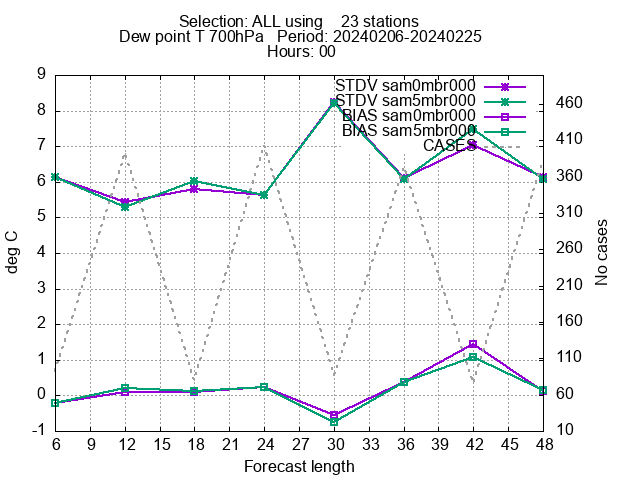 Selection: ALL using    23 stations
Dew point T 700hPa   Period: 20240206-20240225
Hours: 00
STDV sam0mbr000
STDV sam5mbr000
BIAS sam0mbr000
BIAS sam5mbr000
CASES
9
8
7
6
5
4
3
2
1
0
-1
deg C
460
410
360
310
260
210
160
110
60
10
No cases
6 9 12 15 18 21 24 27 30 33 36 39 42 45 48
Forecast length